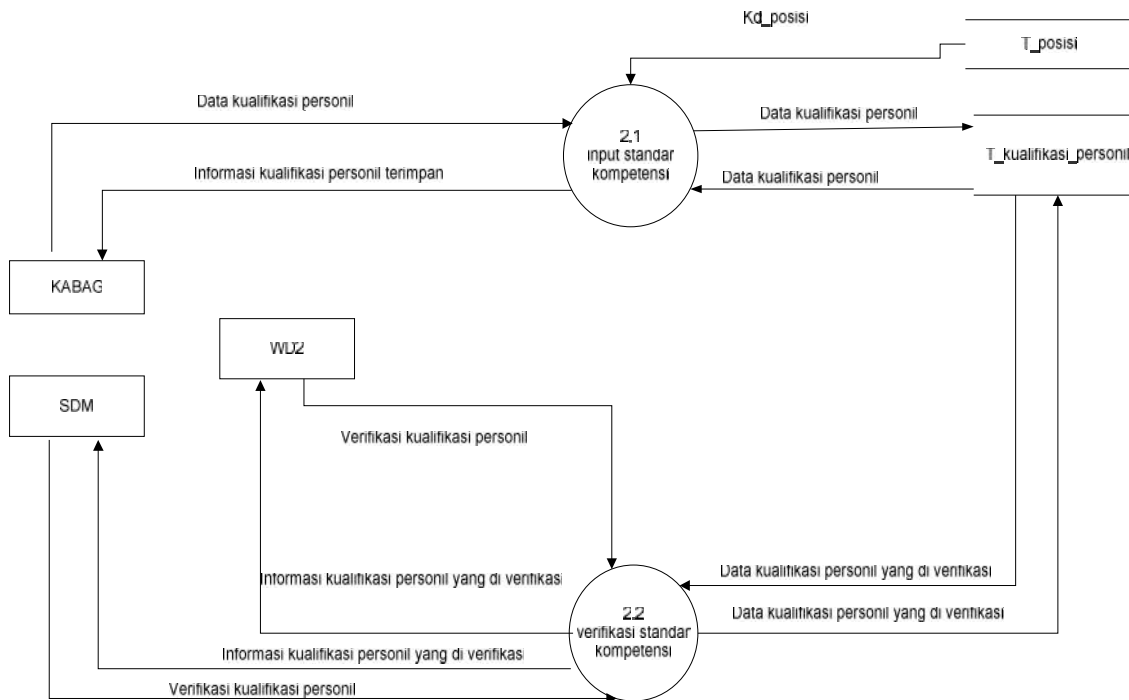 Kd_posisi
T_posisi
Data kualifikasi personil
2.1
input standar
kompetensi
Data kualifikasi personil
T_kualifikasi_personil
Informasi kualifikasi personil terimpan
Data kualifikasi personil
KABAG
WD2
SDM
Verifikasi kualifikasi personil
Informasi kualifikasi personil yang di verifikasi
Data kualifikasi personil yang di verifikasi
2.2
verifikasi standar
kompetensi
Data kualifikasi personil yang di verifikasi
Informasi kualifikasi personil yang di verifikasi
Verifikasi kualifikasi personil